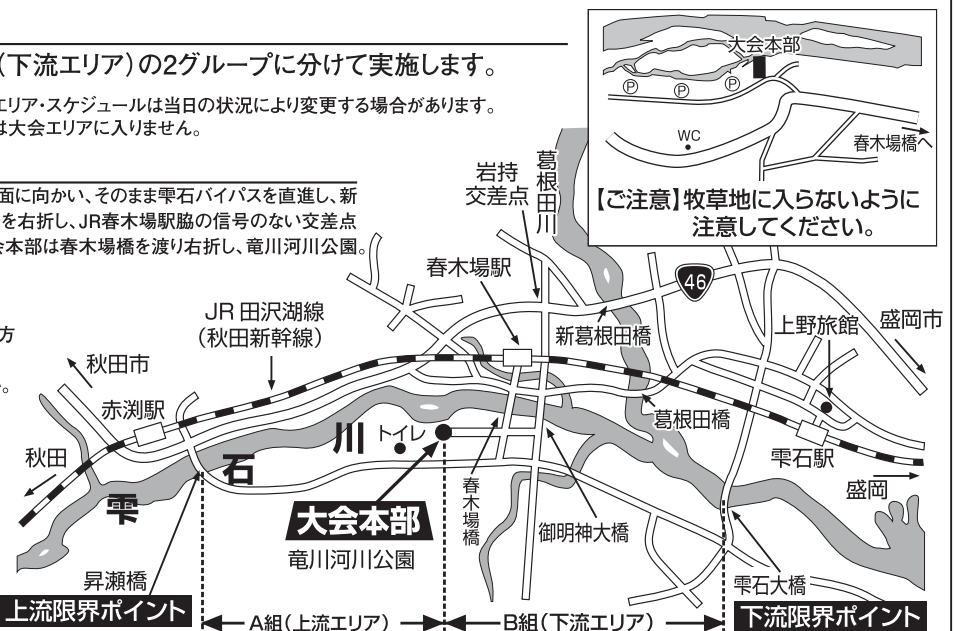 (下流エリア)の2グループに分けて実施します。
エリア・スケジュールは当日の状況により変更する場合があります。
は大会エリアに入りません。
面に向かい、そのまま雫石バイパスを直進し、新
を右折し、JR春木場駅脇の信号のない交差点
会本部は春木場橋を渡り右折し、竜川河川公園。
方
。
大会本部
P
P
P
WC
春木場橋へ
【ご注意】牧草地に入らないように
注意してください。
葛根田川
岩持
交差点
春木場駅
46
JR 田沢湖線
(秋田新幹線)
新葛根田橋
上野旅館
盛岡市
秋田市
赤渕駅
葛根田橋
雫石駅
秋田
盛岡
雫石川
トイレ
大会本部
竜川河川公園
春木場橋
御明神大橋
昇瀬橋
雫石大橋
上流限界ポイント
A組(上流エリア)
B組(下流エリア)
下流限界ポイント